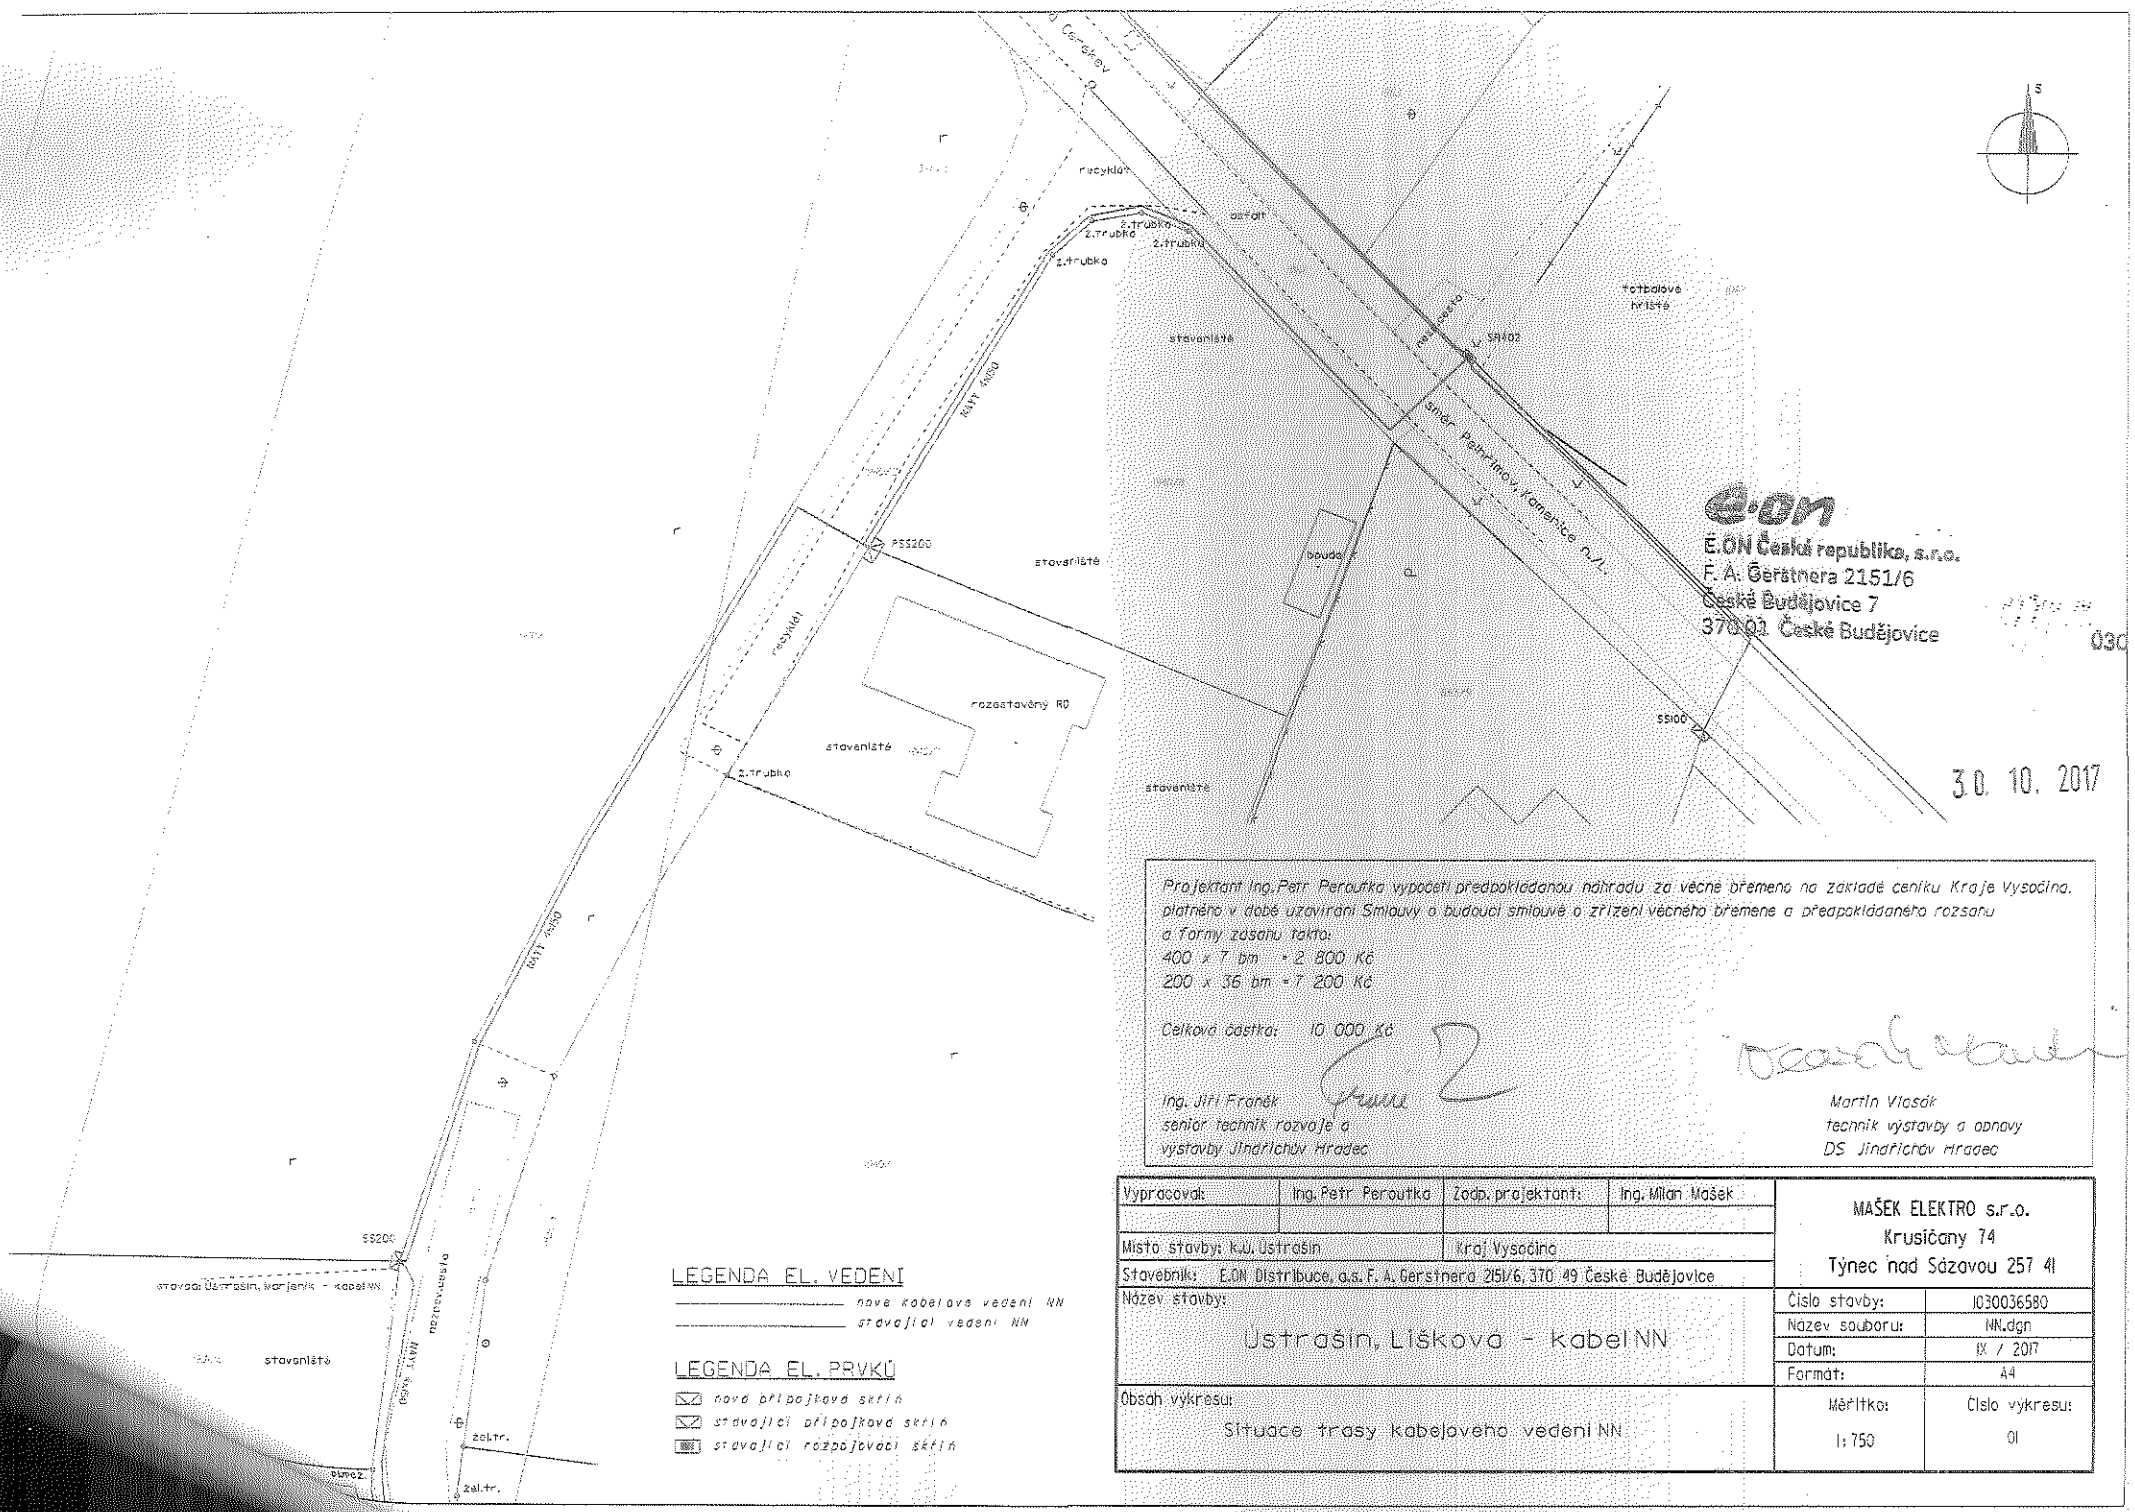 S
recyklát
asfalt
ž.trubka
ž.trubka
ž.trubka
ž.trubka
fotbalové
hřiště
staveniště
SR402
NAYY 4x150
směr Pelhřimov, Kamenice n/L.
PSS200
staveniště
bouda
e·on
E.ON Česká republika, s.r.o.
F. A. Gerstnera 2151/6
České Budějovice 7
370 01 České Budějovice
030
recyklát
rozestavěný RD
staveniště
ž.trubka
SS100
staveniště
30. 10. 2017
NAYY 4x150
Projektant Ing. Petr Peroutka vypočetl předpokládanou náhradu za věcné břemeno na základě ceníku Kraje Vysočina,
platného v době uzavírání Smlouvy o budoucí smlouvě o zřízení věcného břemene a předpokládaného rozsahu
a formy zásahu takto:
400 x 7 bm = 2 800 Kč
200 x 36 bm = 7 200 Kč
Celková částka: 10 000 Kč
Ing. Jiří Franěk
senior technik rozvoje a
výstavby Jindřichův Hradec
Martin Vlasák
technik výstavby a obnovy
DS Jindřichův Hradec
Vypracoval: Ing. Petr Peroutka Zodp. projektant: Ing. Milan Mašek
MAŠEK ELEKTRO s.r.o.
Krusičany 74
Týnec nad Sázavou 257 41
Místo stavby: k.ú. Ústrašín Kraj Vysočina
Stavebník: E.ON Distribuce, a.s. F. A. Gerstnera 2151/6, 370 49 České Budějovice
Název stavby:
Ústrašín, Lišková - kabel NN
Číslo stavby: 1030036580
Název souboru: NN.dgn
Datum: IX / 2017
Formát: A4
Obsah výkresu:
Situace trasy kabelového vedení NN
Měřítko: Číslo výkresu:
1: 750 01
SS200
nezpev.cesta
staveniště
LEGENDA EL. VEDENÍ
nové kabelové vedení NN
stávající vedení NN
LEGENDA EL. PRVKŮ
nová přípojková skříň
stávající přípojková skříň
stávající rozpojovací skříň
žel.tr.
žel.tr.